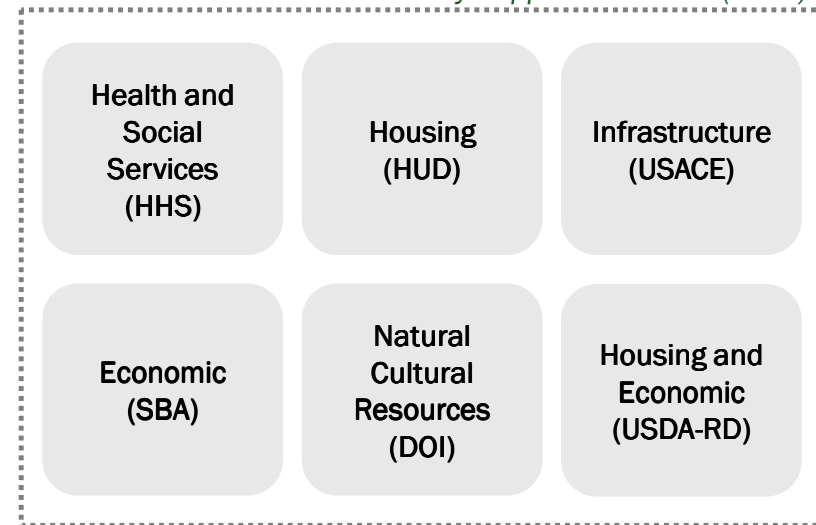 Health and
Social
Services
(HHS)
Housing
(HUD)
Infrastructure
(USACE)
Economic
(SBA)
Natural
Cultural
Resources
(DOI)
Housing and
Economic
(USDA-RD)